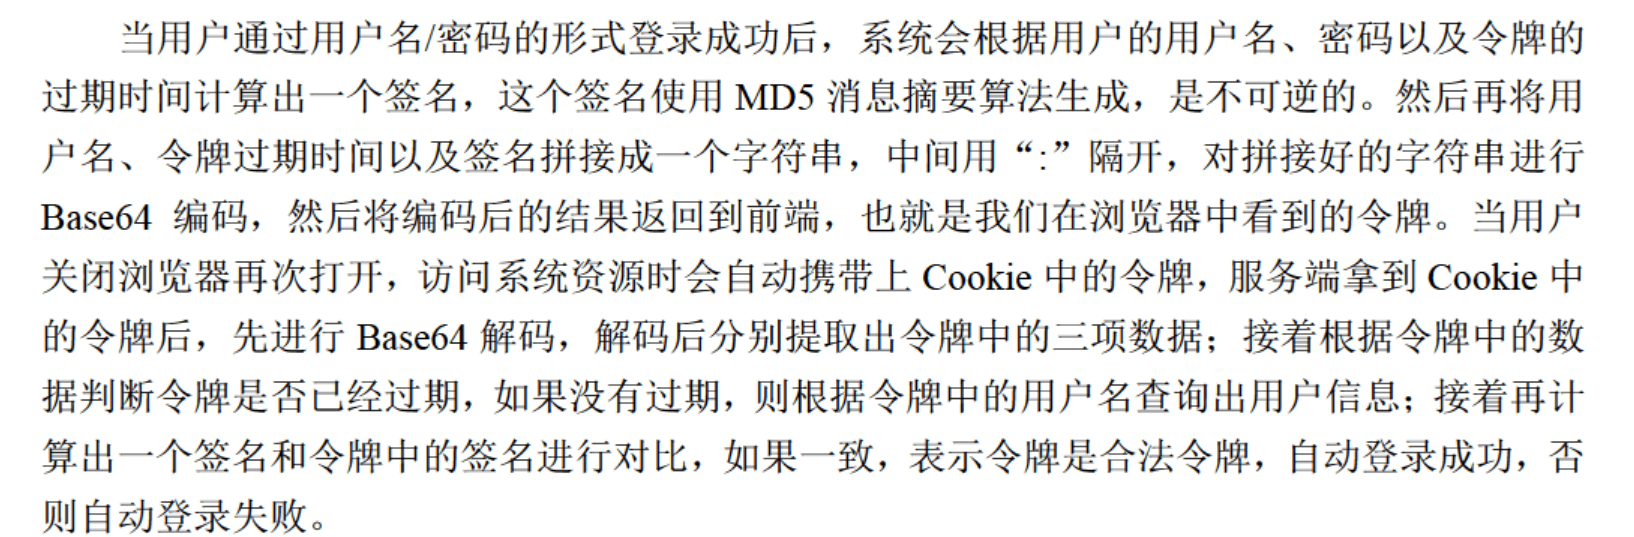 当用户通过用户名/密码的形式登录成功后，系统会根据用户的用户名、密码以及令牌的
过期时间计算出一个签名，这个签名使用 MD5 消息摘要算法生成，是不可逆的。然后再将用
户名、令牌过期时间以及签名拼接成一个字符串，中间用“:”隔开，对拼接好的字符串进行
Base64 编码，然后将编码后的结果返回到前端，也就是我们在浏览器中看到的令牌。当用户
关闭浏览器再次打开，访问系统资源时会自动携带上 Cookie 中的令牌，服务端拿到 Cookie 中
的令牌后，先进行 Base64 解码，解码后分别提取出令牌中的三项数据；接着根据令牌中的数
据判断令牌是否已经过期，如果没有过期，则根据令牌中的用户名查询出用户信息；接着再计
算出一个签名和令牌中的签名进行对比，如果一致，表示令牌是合法令牌，自动登录成功，否
则自动登录失败。